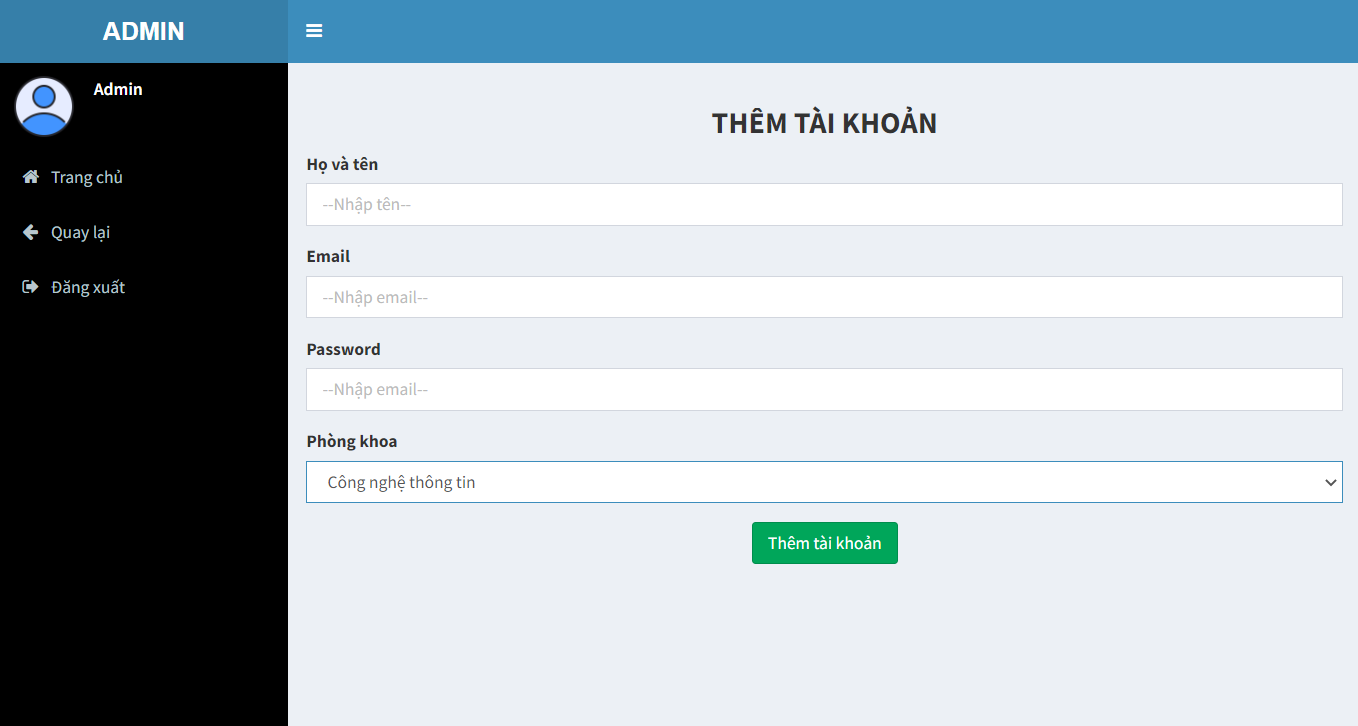 ADMIN
Admin
Trang chủ
Quay lại
Đăng xuất
THÊM TÀI KHOẢN
Họ và tên
--Nhập tên--
Email
--Nhập email--
Password
--Nhập email--
Phòng khoa
Công nghệ thông tin
Thêm tài khoản